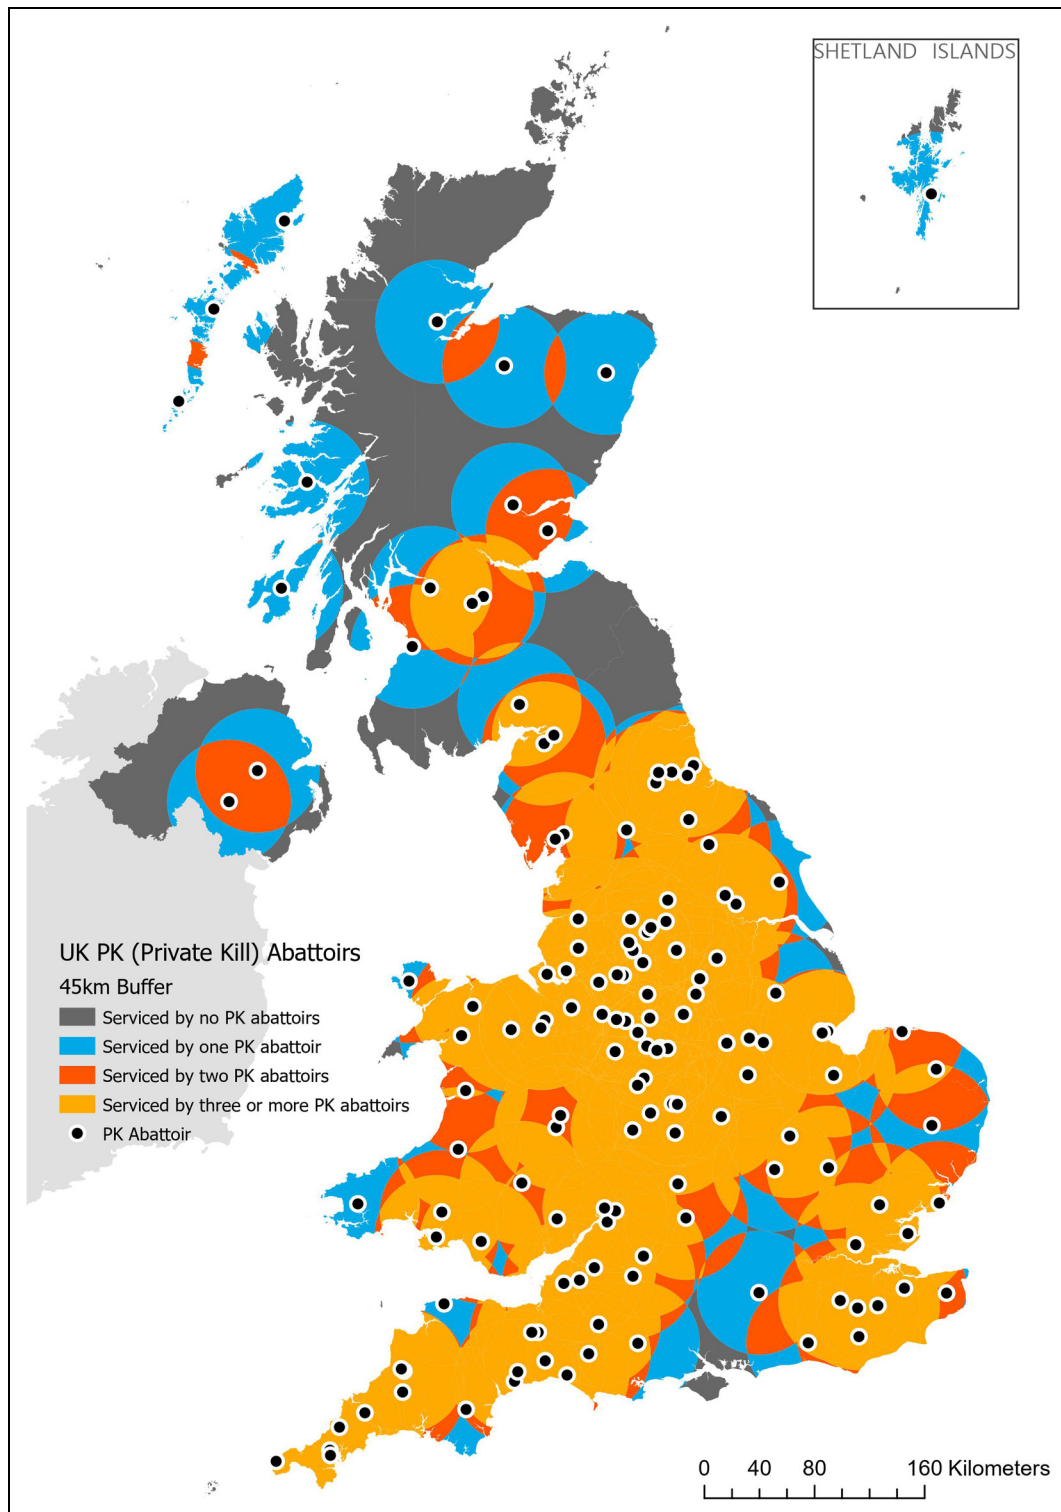 SHETLAND ISLANDS
UK PK (Private Kill) Abattoirs
45km Buffer
Serviced by no PK abattoirs
Serviced by one PK abattoir
Serviced by two PK abattoirs
Serviced by three or more PK abattoirs
PK Abattoir
0 40 80 160 Kilometers